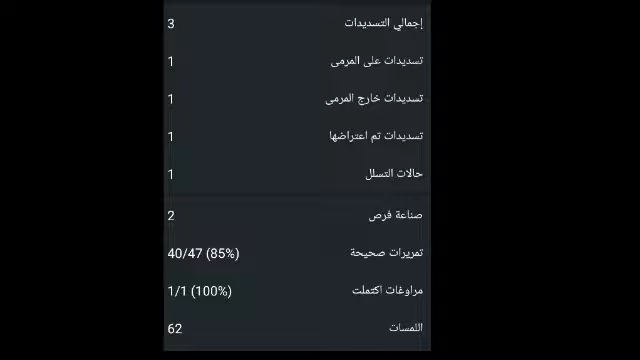 إجمالي التسديدات 3
تسديدات على المرمى 1
تسديدات خارج المرمى 1
تسديدات تم اعتراضها 1
حالات التسلل 1
صناعة فرص 2
تمريرات صحيحة 40/47 (85%)
مراوغات اكتملت 1/1 (100%)
اللمسات 62